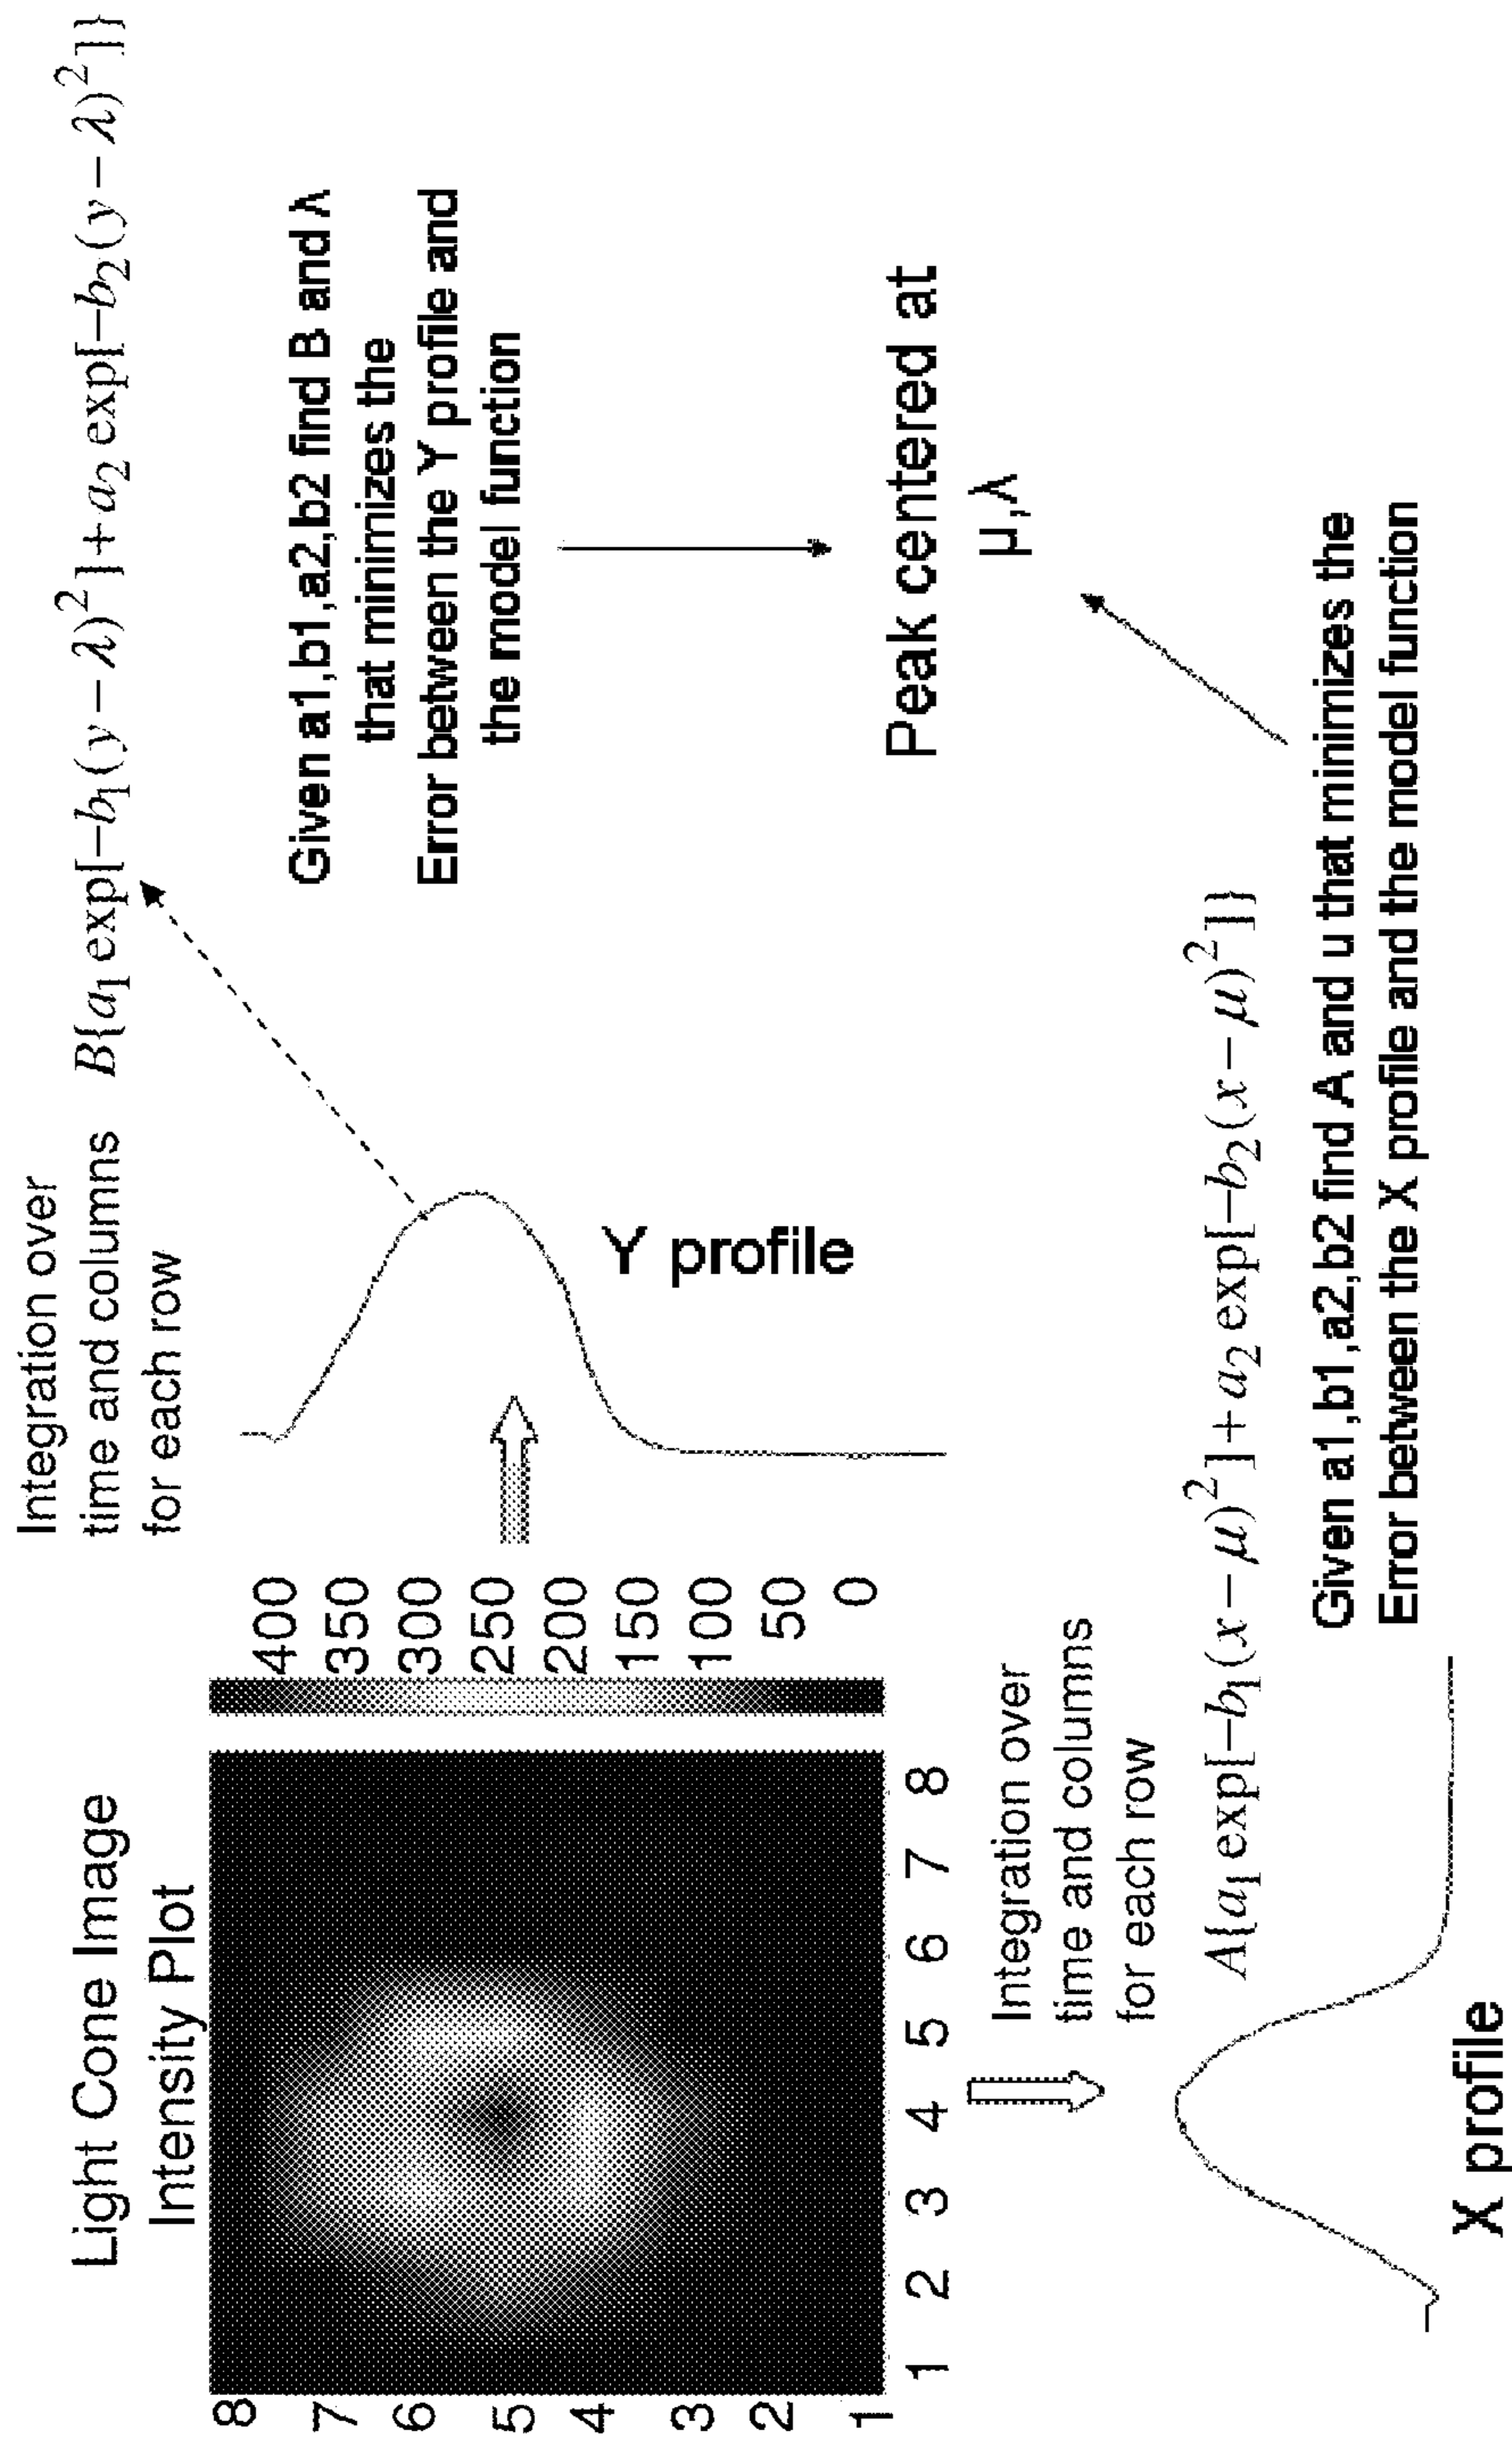 Light Cone Image
Intensity Plot
8
7
6
5
4
3
2
1
1 2 3 4 5 6 7 8
400
350
300
250
200
150
100
50
0
Integration over
time and columns
for each row
Y profile
B{a₁ exp[−b₁(y − λ)²] + a₂ exp[−b₂(y − λ)²]}
Given a1,b1,a2,b2 find B and λ
that minimizes the
Error between the Y profile and
the model function
Peak centered at
μ,λ
Integration over
time and columns
for each row
X profile
A{a₁ exp[−b₁(x − μ)²] + a₂ exp[−b₂(x − μ)²]}
Given a1,b1,a2,b2 find A and u that minimizes the
Error between the X profile and the model function